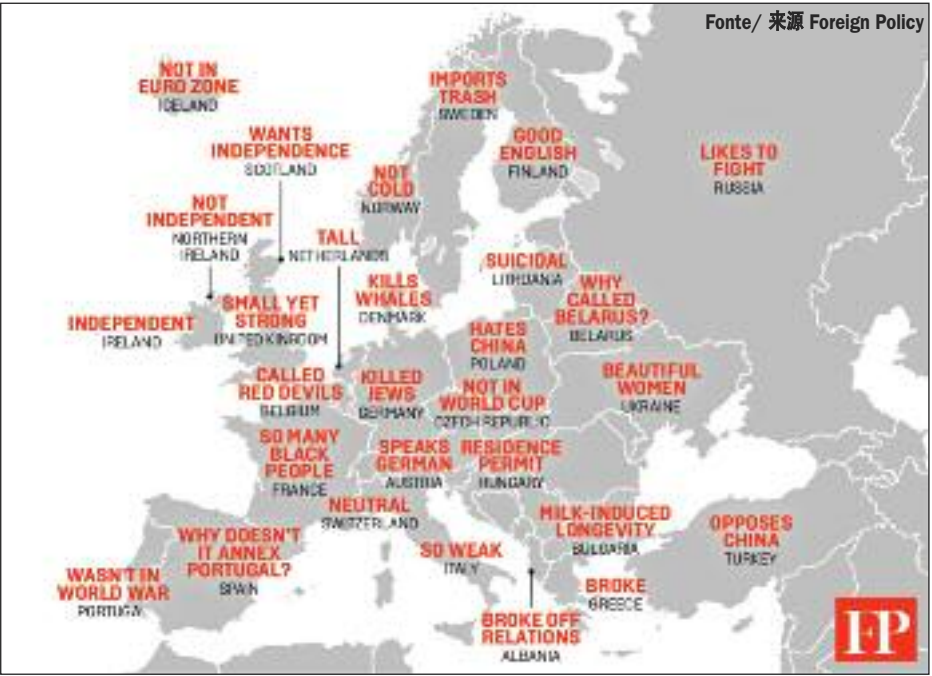 Fonte/ 来源 Foreign Policy
NOT IN
EURO ZONE
ICELAND
IMPORTS
TRASH
SWEDEN
WANTS
INDEPENDENCE
SCOTLAND
GOOD
ENGLISH
FINLAND
LIKES TO
FIGHT
RUSSIA
NOT
COLD
NORWAY
NOT
INDEPENDENT
NORTHERN
IRELAND
TALL
NETHERLANDS
SUICIDAL
LITHUANIA
KILLS
WHALES
DENMARK
WHY
CALLED
BELARUS?
BELARUS
SMALL YET
STRONG
UNITED KINGDOM
INDEPENDENT
IRELAND
HATES
CHINA
POLAND
CALLED
RED DEVILS
BELGIUM
KILLED
JEWS
GERMANY
NOT IN
WORLD CUP
CZECH REPUBLIC
BEAUTIFUL
WOMEN
UKRAINE
SO MANY
BLACK
PEOPLE
FRANCE
SPEAKS
GERMAN
AUSTRIA
RESIDENCE
PERMIT
HUNGARY
NEUTRAL
SWITZERLAND
MILK-INDUCED
LONGEVITY
BULGARIA
OPPOSES
CHINA
TURKEY
WHY DOESN'T
IT ANNEX
PORTUGAL?
SPAIN
SO WEAK
ITALY
WASN'T IN
WORLD WAR
PORTUGAL
BROKE
GREECE
BROKE OFF
RELATIONS
ALBANIA
FP